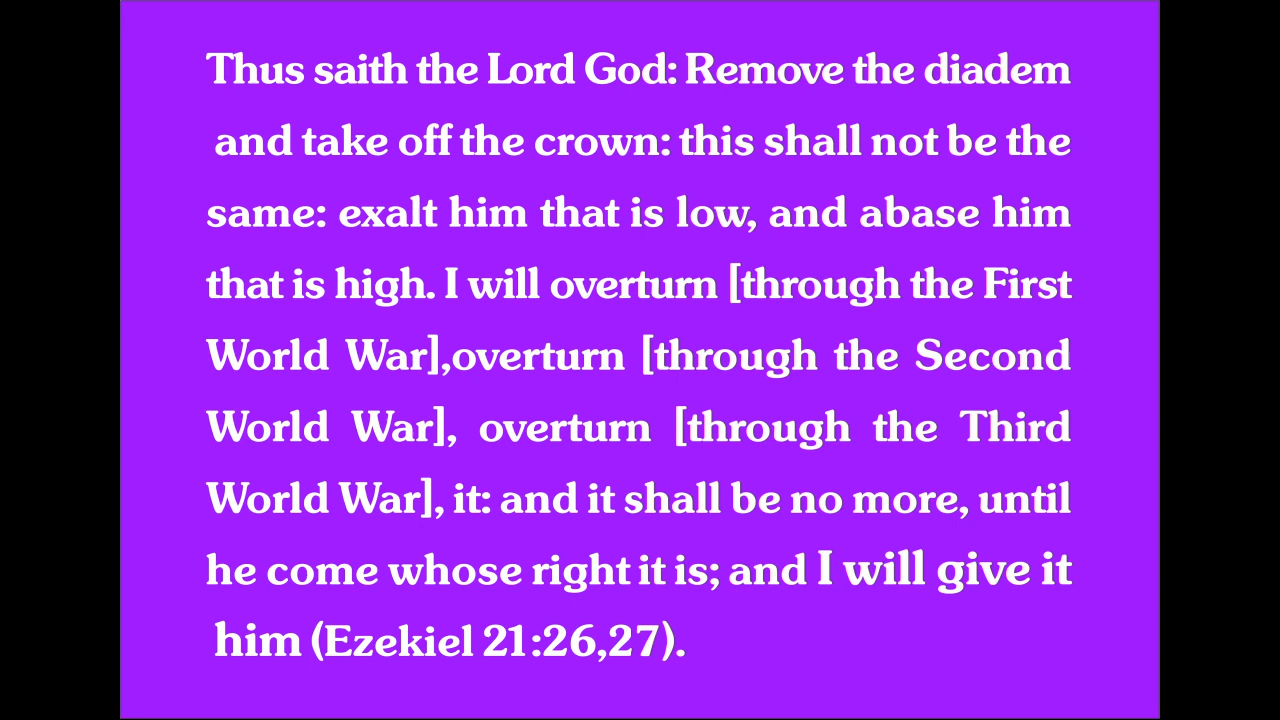 Thus saith the Lord God: Remove the diadem
and take off the crown: this shall not be the
same: exalt him that is low, and abase him
that is high. I will overturn [through the First
World War],overturn [through the Second
World War], overturn [through the Third
World War], it: and it shall be no more, until
he come whose right it is; and I will give it
him (Ezekiel 21:26,27).